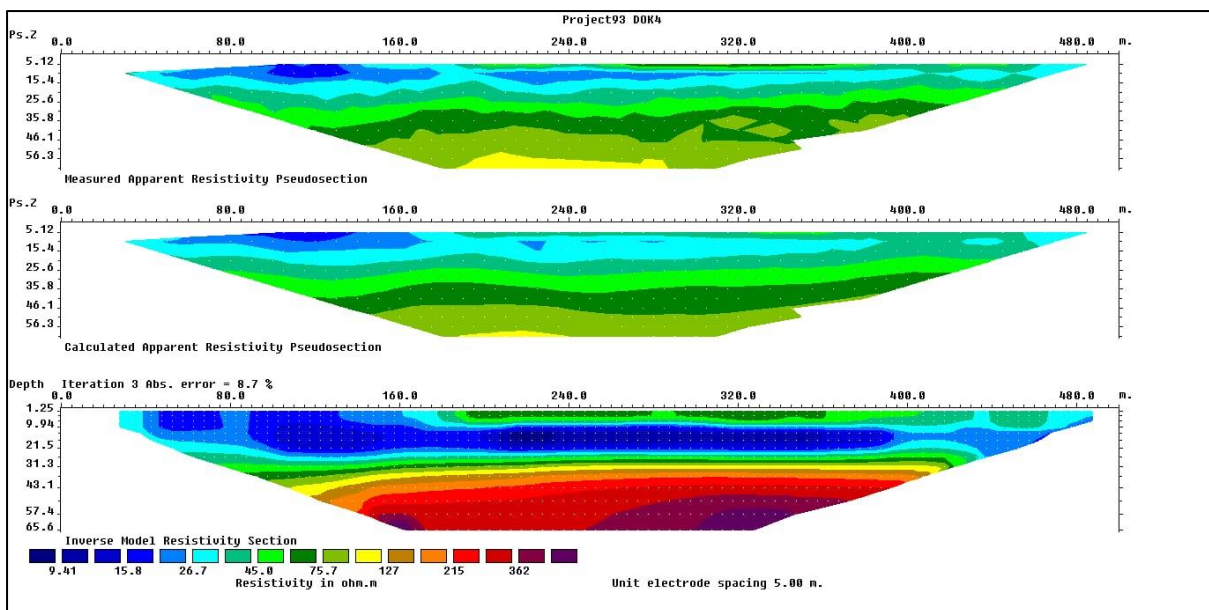 Project93 DOK4
Ps.Z 0.0 80.0 160.0 240.0 320.0 400.0 480.0 m.
5.12
15.4
25.6
35.8
46.1
56.3
Measured Apparent Resistivity Pseudosection
Ps.Z 0.0 80.0 160.0 240.0 320.0 400.0 480.0 m.
5.12
15.4
25.6
35.8
46.1
56.3
Calculated Apparent Resistivity Pseudosection
Depth Iteration 3 Abs. error = 8.7 %
0.0 80.0 160.0 240.0 320.0 400.0 480.0 m.
1.25
9.94
21.5
31.3
43.1
57.4
65.6
Inverse Model Resistivity Section
9.41 15.8 26.7 45.0 75.7 127 215 362
Resistivity in ohm.m Unit electrode spacing 5.00 m.